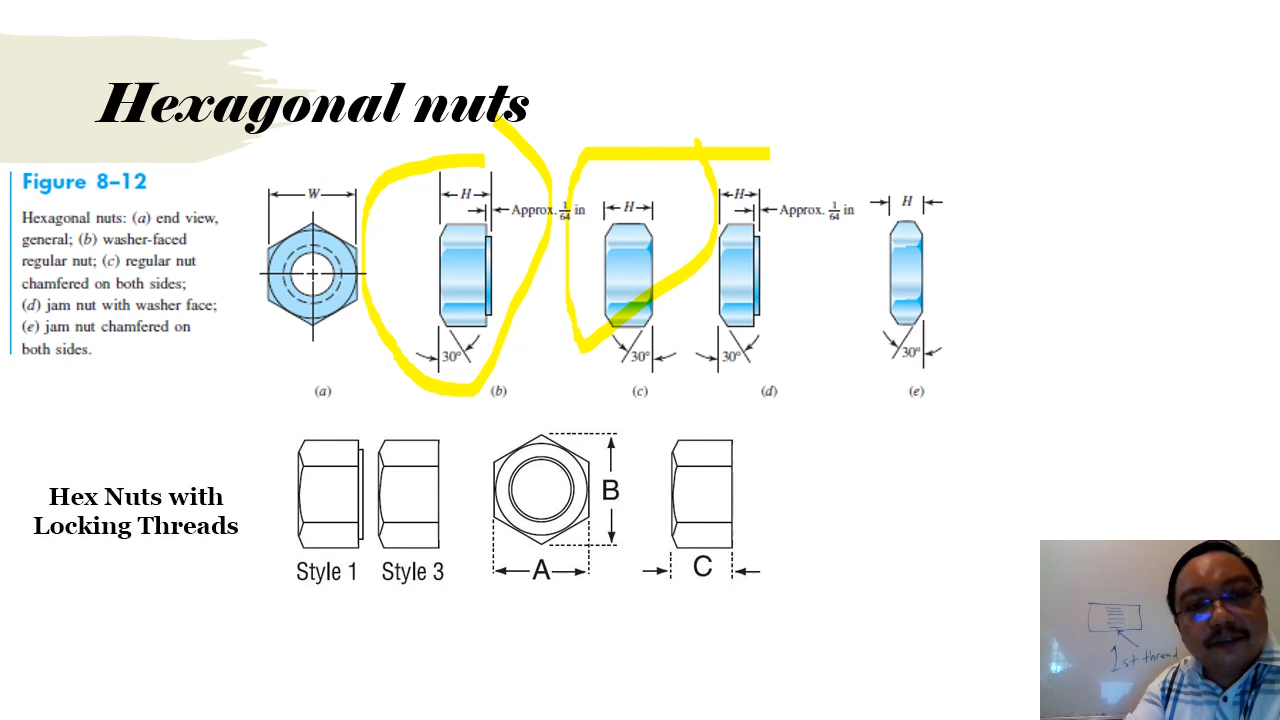 Hexagonal nuts
Figure 8–12
Hexagonal nuts: (a) end view,
general; (b) washer-faced
regular nut; (c) regular nut
chamfered on both sides;
(d) jam nut with washer face;
(e) jam nut chamfered on
both sides.
W
H
Approx. 1/64 in
H
H
Approx. 1/64 in
H
30°
30°
30°
30°
(a)
(b)
(c)
(d)
(e)
Hex Nuts with
Locking Threads
Style 1
Style 3
A
B
C
1st thread